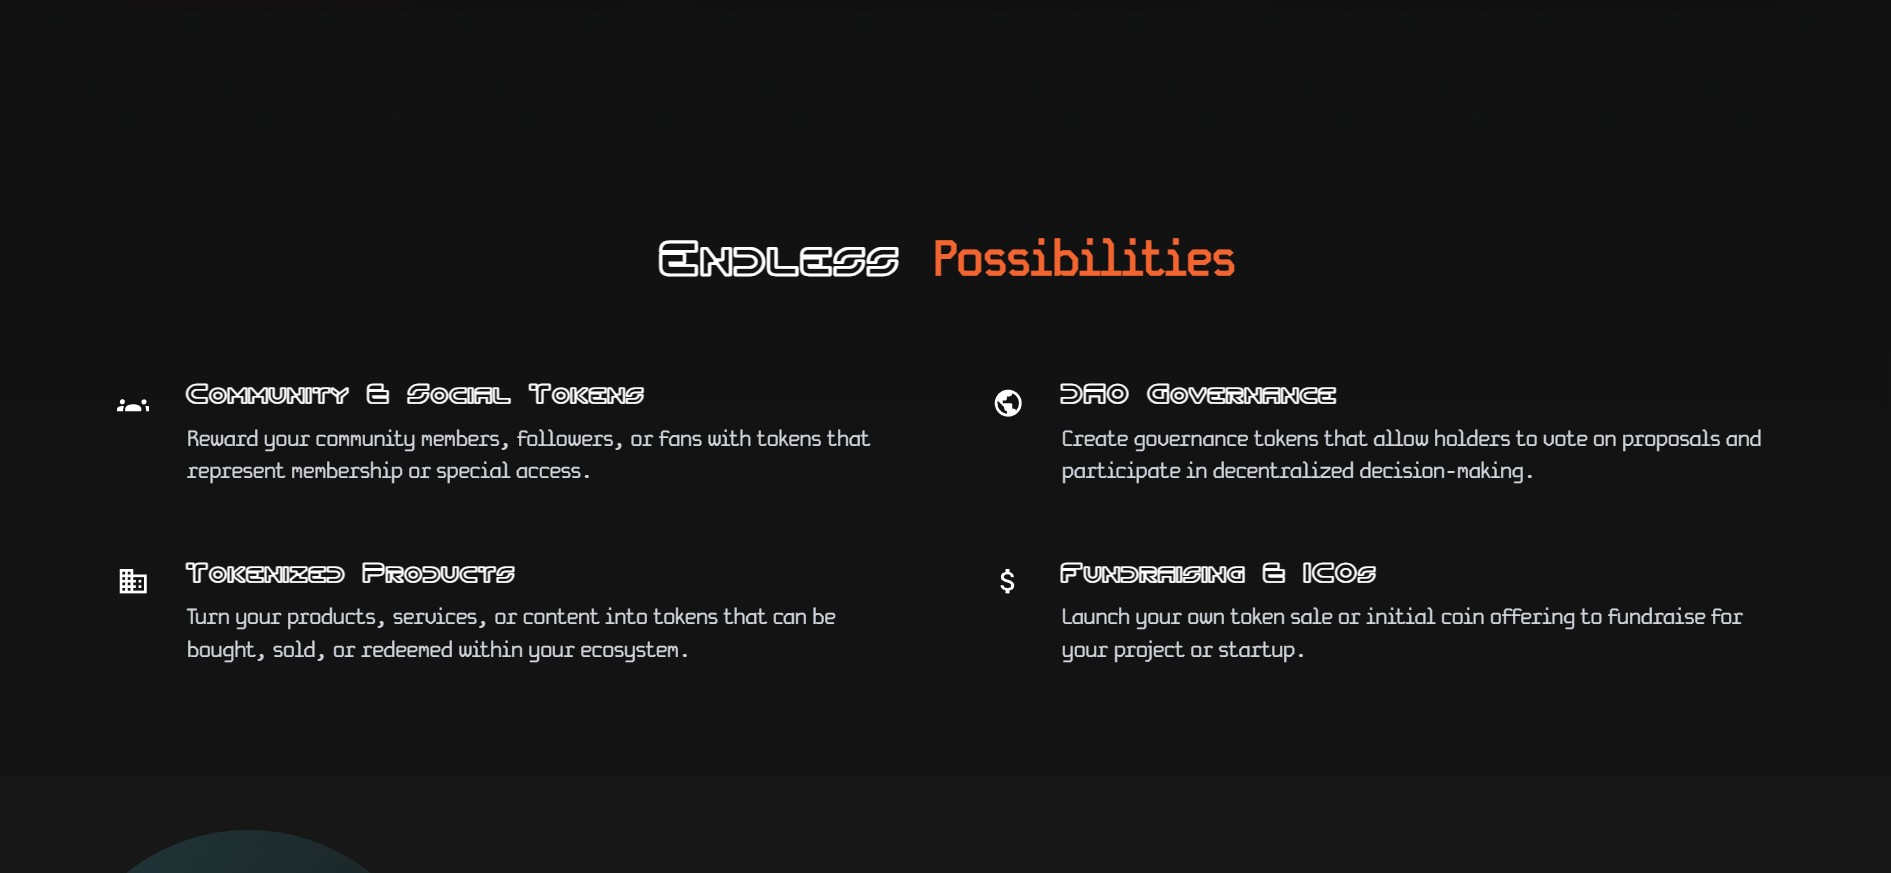 Endless Possibilities
Community & Social Tokens
Reward your community members, followers, or fans with tokens that
represent membership or special access.
DAO Governance
Create governance tokens that allow holders to vote on proposals and
participate in decentralized decision-making.
Tokenized Products
Turn your products, services, or content into tokens that can be
bought, sold, or redeemed within your ecosystem.
Fundraising & ICOs
Launch your own token sale or initial coin offering to fundraise for
your project or startup.